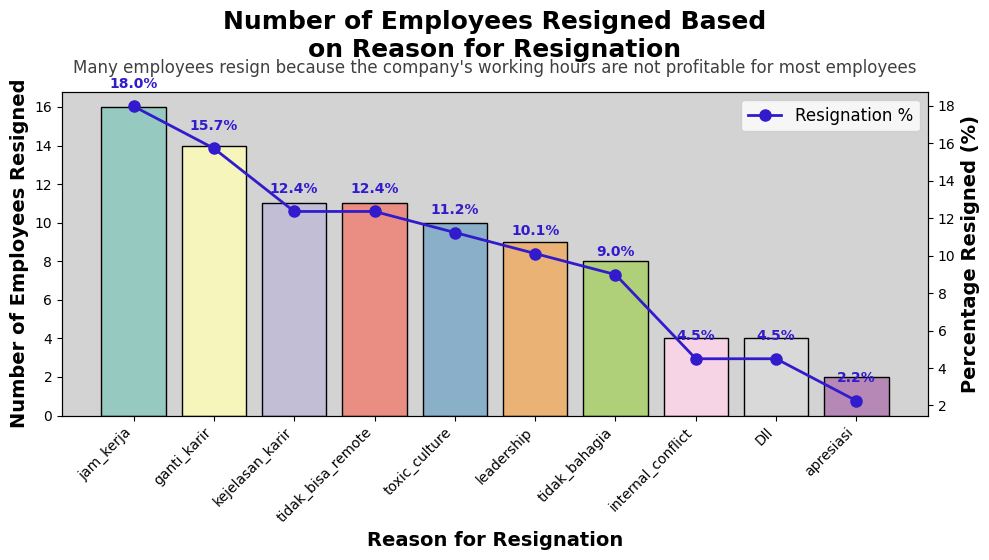 Number of Employees Resigned Based
on Reason for Resignation
Many employees resign because the company's working hours are not profitable for most employees
Number of Employees Resigned
16
14
12
10
8
6
4
2
0
18.0%
15.7%
12.4%
12.4%
11.2%
10.1%
9.0%
4.5%
4.5%
2.2%
Resignation %
18
16
14
12
10
8
6
4
2
Percentage Resigned (%)
jam_kerja
ganti_karir
kejelasan_karir
tidak_bisa_remote
toxic_culture
leadership
tidak_bahagia
internal_conflict
Dll
apresiasi
Reason for Resignation